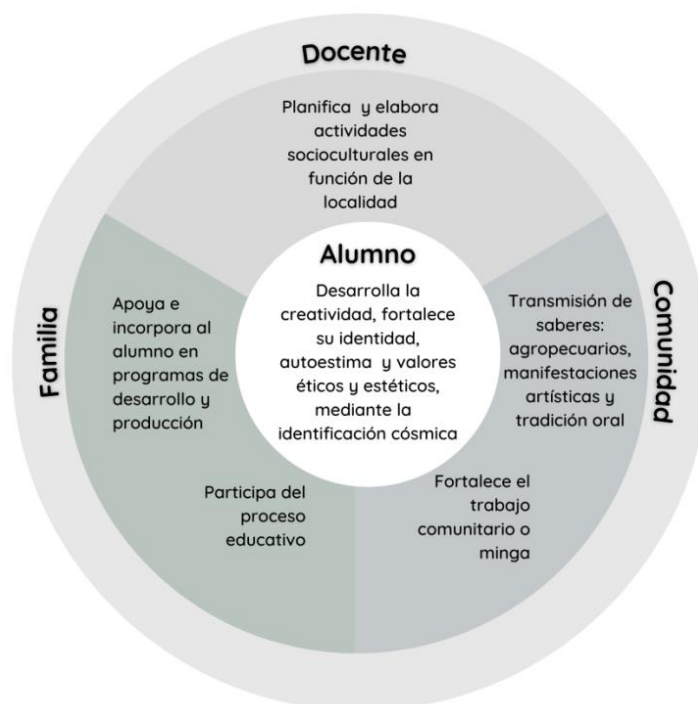 Docente
Planifica y elabora
actividades
socioculturales en
función de la
localidad
Alumno
Desarrolla la
creatividad, fortalece
su identidad,
autoestima y valores
éticos y estéticos,
mediante la
identificación cósmica
Familia
Apoya e
incorpora al
alumno en
programas de
desarrollo y
producción
Participa del
proceso
educativo
Comunidad
Transmisión de
saberes:
agropecuarios,
manifestaciones
artísticas y
tradición oral
Fortalece el
trabajo
comunitario o
minga